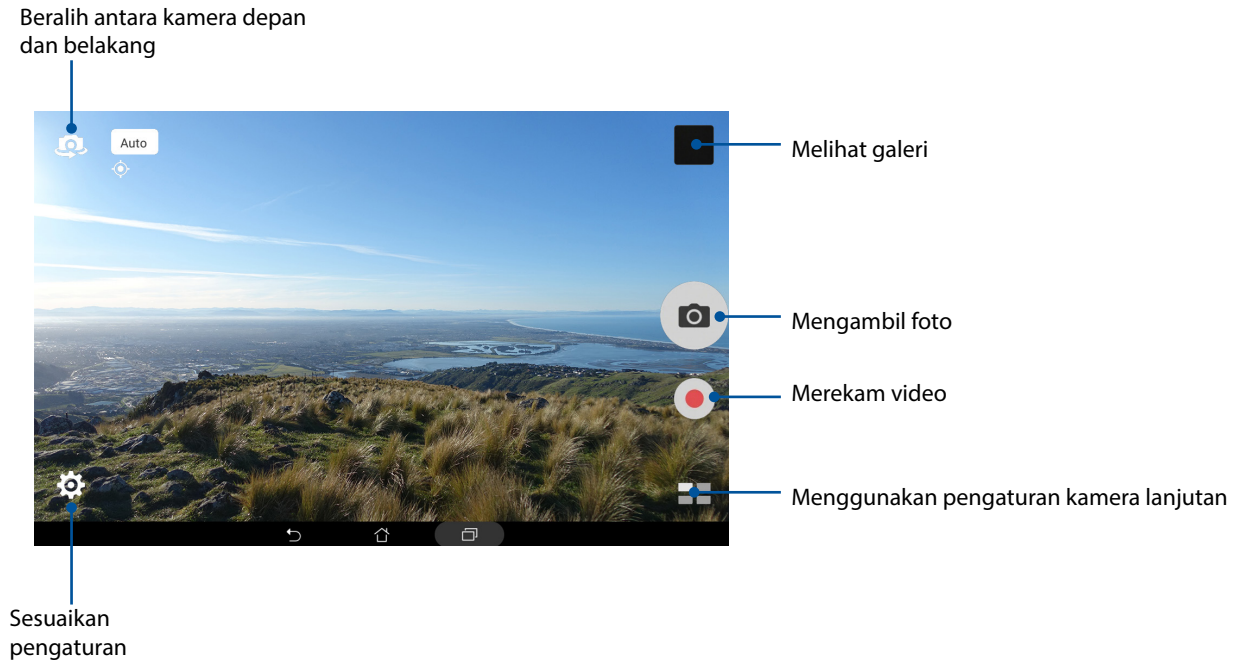 Beralih antara kamera depan
dan belakang
Auto
Melihat galeri
Mengambil foto
Merekam video
Menggunakan pengaturan kamera lanjutan
Sesuaikan
pengaturan